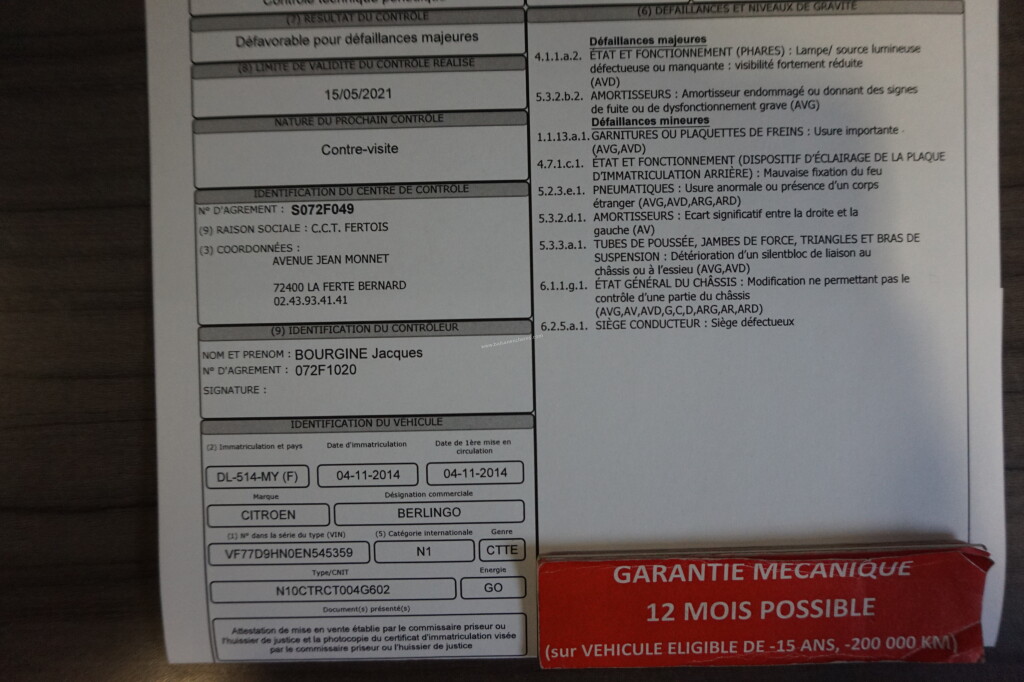 Contrôle technique périodique
(7) RÉSULTAT DU CONTRÔLE
Défavorable pour défaillances majeures
(8) LIMITE DE VALIDITÉ DU CONTRÔLE RÉALISÉ
15/05/2021
NATURE DU PROCHAIN CONTRÔLE
Contre-visite
IDENTIFICATION DU CENTRE DE CONTRÔLE
N° D'AGREMENT : S072F049
(9) RAISON SOCIALE : C.C.T. FERTOIS
(3) COORDONNÉES :
AVENUE JEAN MONNET
72400 LA FERTE BERNARD
02.43.93.41.41
(9) IDENTIFICATION DU CONTRÔLEUR
NOM ET PRENOM : BOURGINE Jacques
N° D'AGREMENT : 072F1020
SIGNATURE :
IDENTIFICATION DU VÉHICULE
(2) Immatriculation et pays
Date d'immatriculation
Date de 1ère mise en
circulation
DL-514-MY (F)
04-11-2014
04-11-2014
Marque
Désignation commerciale
CITROEN
BERLINGO
(1) N° dans la série du type (VIN)
(5) Catégorie internationale
Genre
VF77D9HN0EN545359
N1
CTTE
Type/CNIT
Energie
N10CTRCT004G602
GO
Document(s) présenté(s)
Attestation de mise en vente établie par le commissaire priseur ou
l'huissier de justice et la photocopie du certificat d'immatriculation visée
par le commissaire priseur ou l'huissier de justice
(6) DÉFAILLANCES ET NIVEAUX DE GRAVITÉ
Défaillances majeures
4.1.1.a.2. ÉTAT ET FONCTIONNEMENT (PHARES) : Lampe/ source lumineuse
défectueuse ou manquante : visibilité fortement réduite
(AVD)
5.3.2.b.2. AMORTISSEURS : Amortisseur endommagé ou donnant des signes
de fuite ou de dysfonctionnement grave (AVG)
Défaillances mineures
1.1.13.a.1. GARNITURES OU PLAQUETTES DE FREINS : Usure importante
(AVG,AVD)
4.7.1.c.1. ÉTAT ET FONCTIONNEMENT (DISPOSITIF D'ÉCLAIRAGE DE LA PLAQUE
D'IMMATRICULATION ARRIÈRE) : Mauvaise fixation du feu
5.2.3.e.1. PNEUMATIQUES : Usure anormale ou présence d'un corps
étranger (AVG,AVD,ARG,ARD)
5.3.2.d.1. AMORTISSEURS : Ecart significatif entre la droite et la
gauche (AV)
5.3.3.a.1. TUBES DE POUSSÉE, JAMBES DE FORCE, TRIANGLES ET BRAS DE
SUSPENSION : Détérioration d'un silentbloc de liaison au
châssis ou à l'essieu (AVG,AVD)
6.1.1.g.1. ÉTAT GÉNÉRAL DU CHÂSSIS : Modification ne permettant pas le
contrôle d'une partie du châssis
(AVG,AV,AVD,G,C,D,ARG,AR,ARD)
6.2.5.a.1. SIÈGE CONDUCTEUR : Siège défectueux
GARANTIE MECANIQUE
12 MOIS POSSIBLE
(sur VEHICULE ELIGIBLE DE -15 ANS, -200 000 KM)